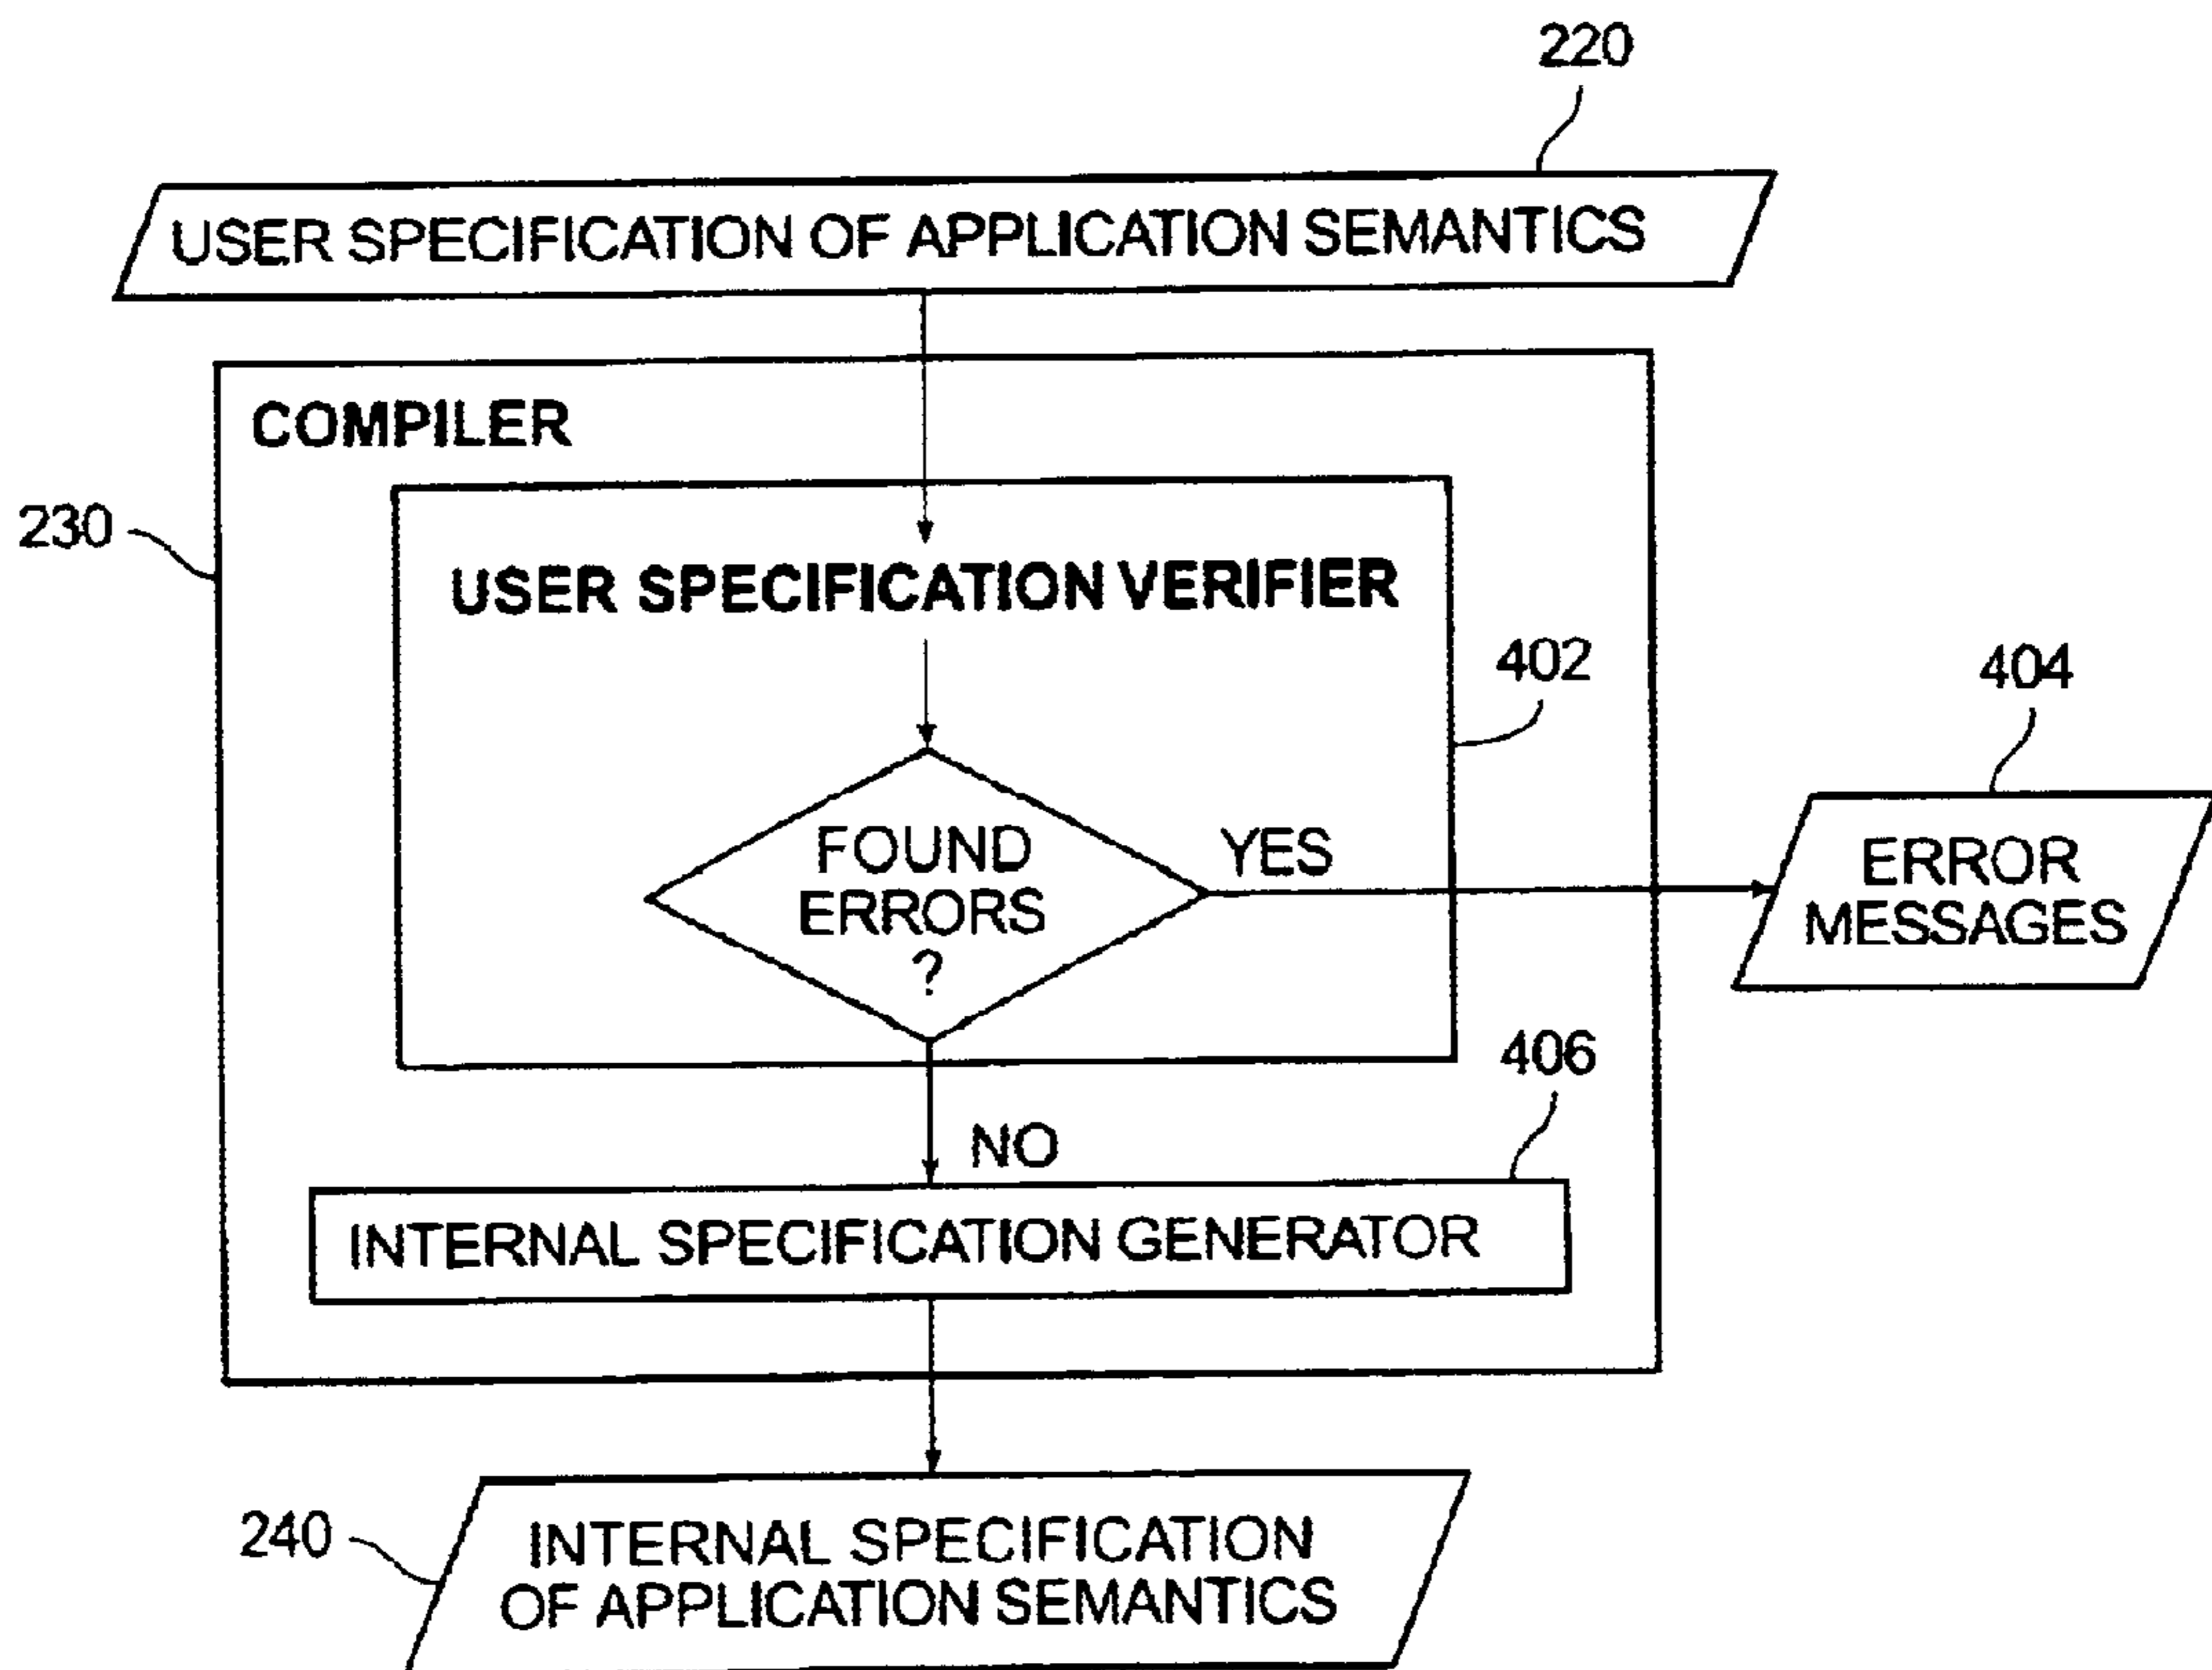 220
USER SPECIFICATION OF APPLICATION SEMANTICS
COMPILER
230
USER SPECIFICATION VERIFIER
402
404
FOUND
ERRORS
?
YES
ERROR
MESSAGES
406
NO
INTERNAL SPECIFICATION GENERATOR
240
INTERNAL SPECIFICATION
OF APPLICATION SEMANTICS